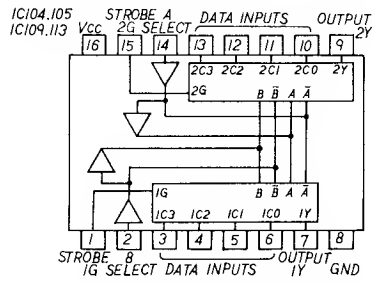 IC104.105
IC109.113
STROBE A
2G SELECT
DATA INPUTS
OUTPUT
2Y
Vcc
16 15 14 13 12 11 10 9
2C3 2C2 2C1 2C0 2Y
2G
B B̅ A A̅
B B̅ A A̅
1G
1C3 1C2 1C1 1C0 1Y
1 2 3 4 5 6 7 8
STROBE B
1G SELECT
DATA INPUTS
OUTPUT
1Y
GND